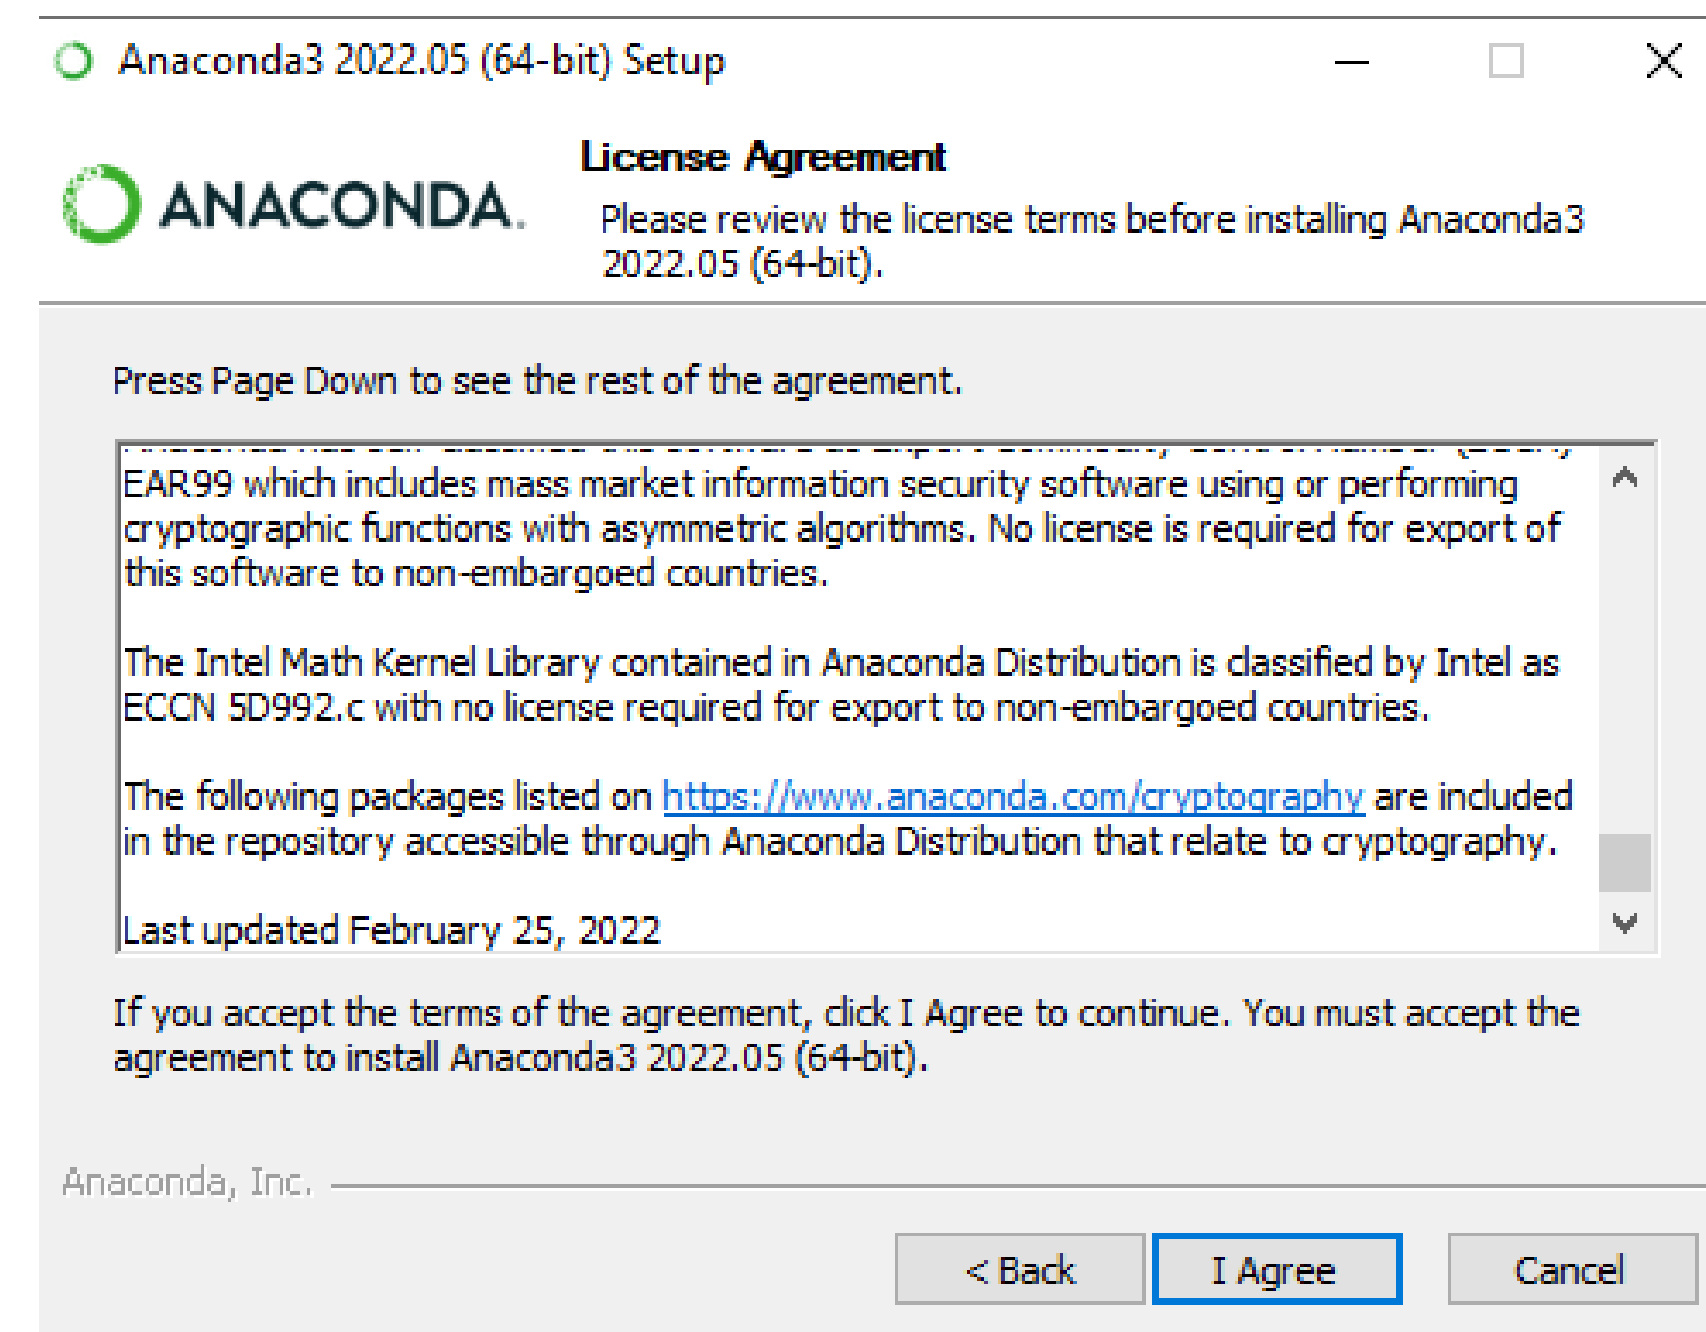 Anaconda3 2022.05 (64-bit) Setup
ANACONDA.
License Agreement
Please review the license terms before installing Anaconda3
2022.05 (64-bit).
Press Page Down to see the rest of the agreement.
EAR99 which includes mass market information security software using or performing
cryptographic functions with asymmetric algorithms. No license is required for export of
this software to non-embargoed countries.
The Intel Math Kernel Library contained in Anaconda Distribution is classified by Intel as
ECCN 5D992.c with no license required for export to non-embargoed countries.
The following packages listed on https://www.anaconda.com/cryptography are included
in the repository accessible through Anaconda Distribution that relate to cryptography.
Last updated February 25, 2022
If you accept the terms of the agreement, click I Agree to continue. You must accept the
agreement to install Anaconda3 2022.05 (64-bit).
Anaconda, Inc.
< Back
I Agree
Cancel